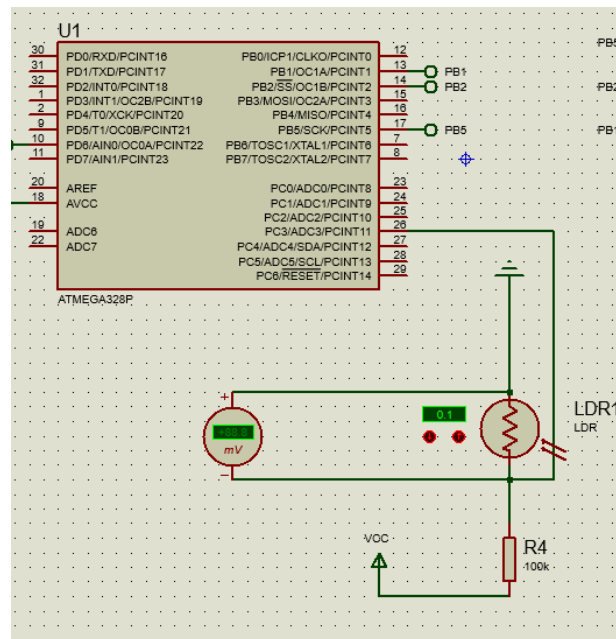 U1
30 PD0/RXD/PCINT16 PB0/ICP1/CLKO/PCINT0 12
31 PD1/TXD/PCINT17 PB1/OC1A/PCINT1 13 PB1
32 PD2/INT0/PCINT18 PB2/SS/OC1B/PCINT2 14 PB2
1 PD3/INT1/OC2B/PCINT19 PB3/MOSI/OC2A/PCINT3 15
2 PD4/T0/XCK/PCINT20 PB4/MISO/PCINT4 16
9 PD5/T1/OC0B/PCINT21 PB5/SCK/PCINT5 17 PB5
10 PD6/AIN0/OC0A/PCINT22 PB6/TOSC1/XTAL1/PCINT6 7
11 PD7/AIN1/PCINT23 PB7/TOSC2/XTAL2/PCINT7 8
20 AREF PC0/ADC0/PCINT8 23
18 AVCC PC1/ADC1/PCINT9 24
PC2/ADC2/PCINT10 25
19 ADC6 PC3/ADC3/PCINT11 26
22 ADC7 PC4/ADC4/SDA/PCINT12 27
PC5/ADC5/SCL/PCINT13 28
PC6/RESET/PCINT14 29
ATMEGA328P
PB5
PB2
PB1
+
mV
−
0.1
LDR1
LDR
VCC
R4
100k